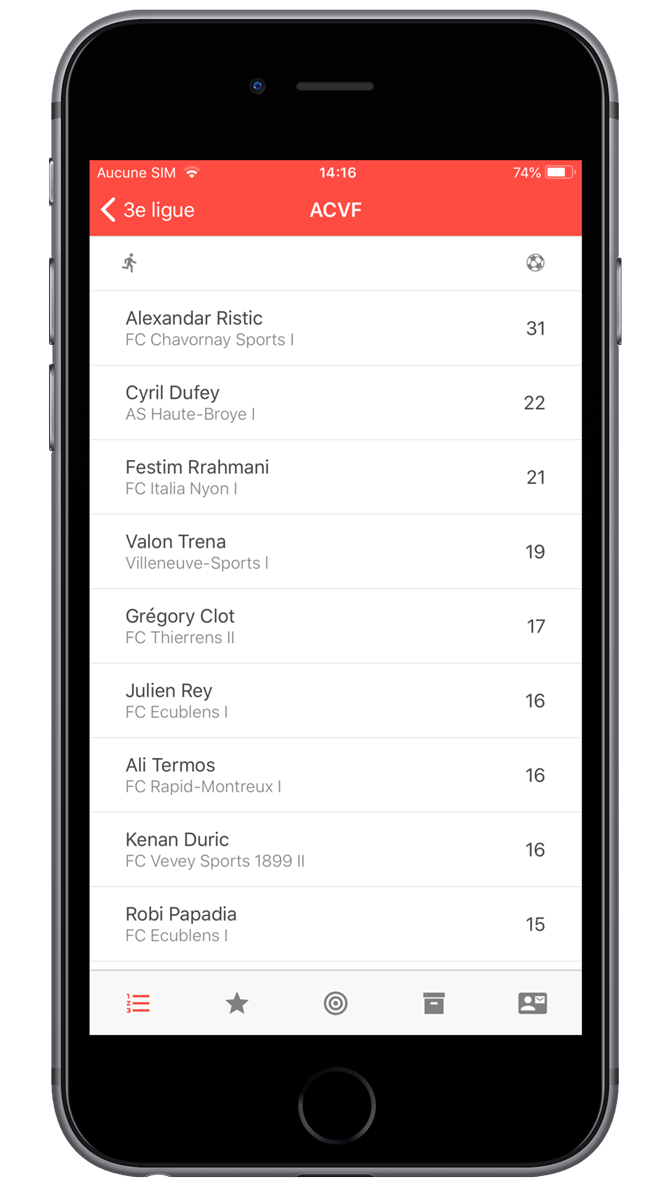 Aucune SIM 14:16 74%
3e ligue ACVF
Alexandar Ristic
FC Chavornay Sports I
31
Cyril Dufey
AS Haute-Broye I
22
Festim Rrahmani
FC Italia Nyon I
21
Valon Trena
Villeneuve-Sports I
19
Grégory Clot
FC Thierrens II
17
Julien Rey
FC Ecublens I
16
Ali Termos
FC Rapid-Montreux I
16
Kenan Duric
FC Vevey Sports 1899 II
16
Robi Papadia
FC Ecublens I
15